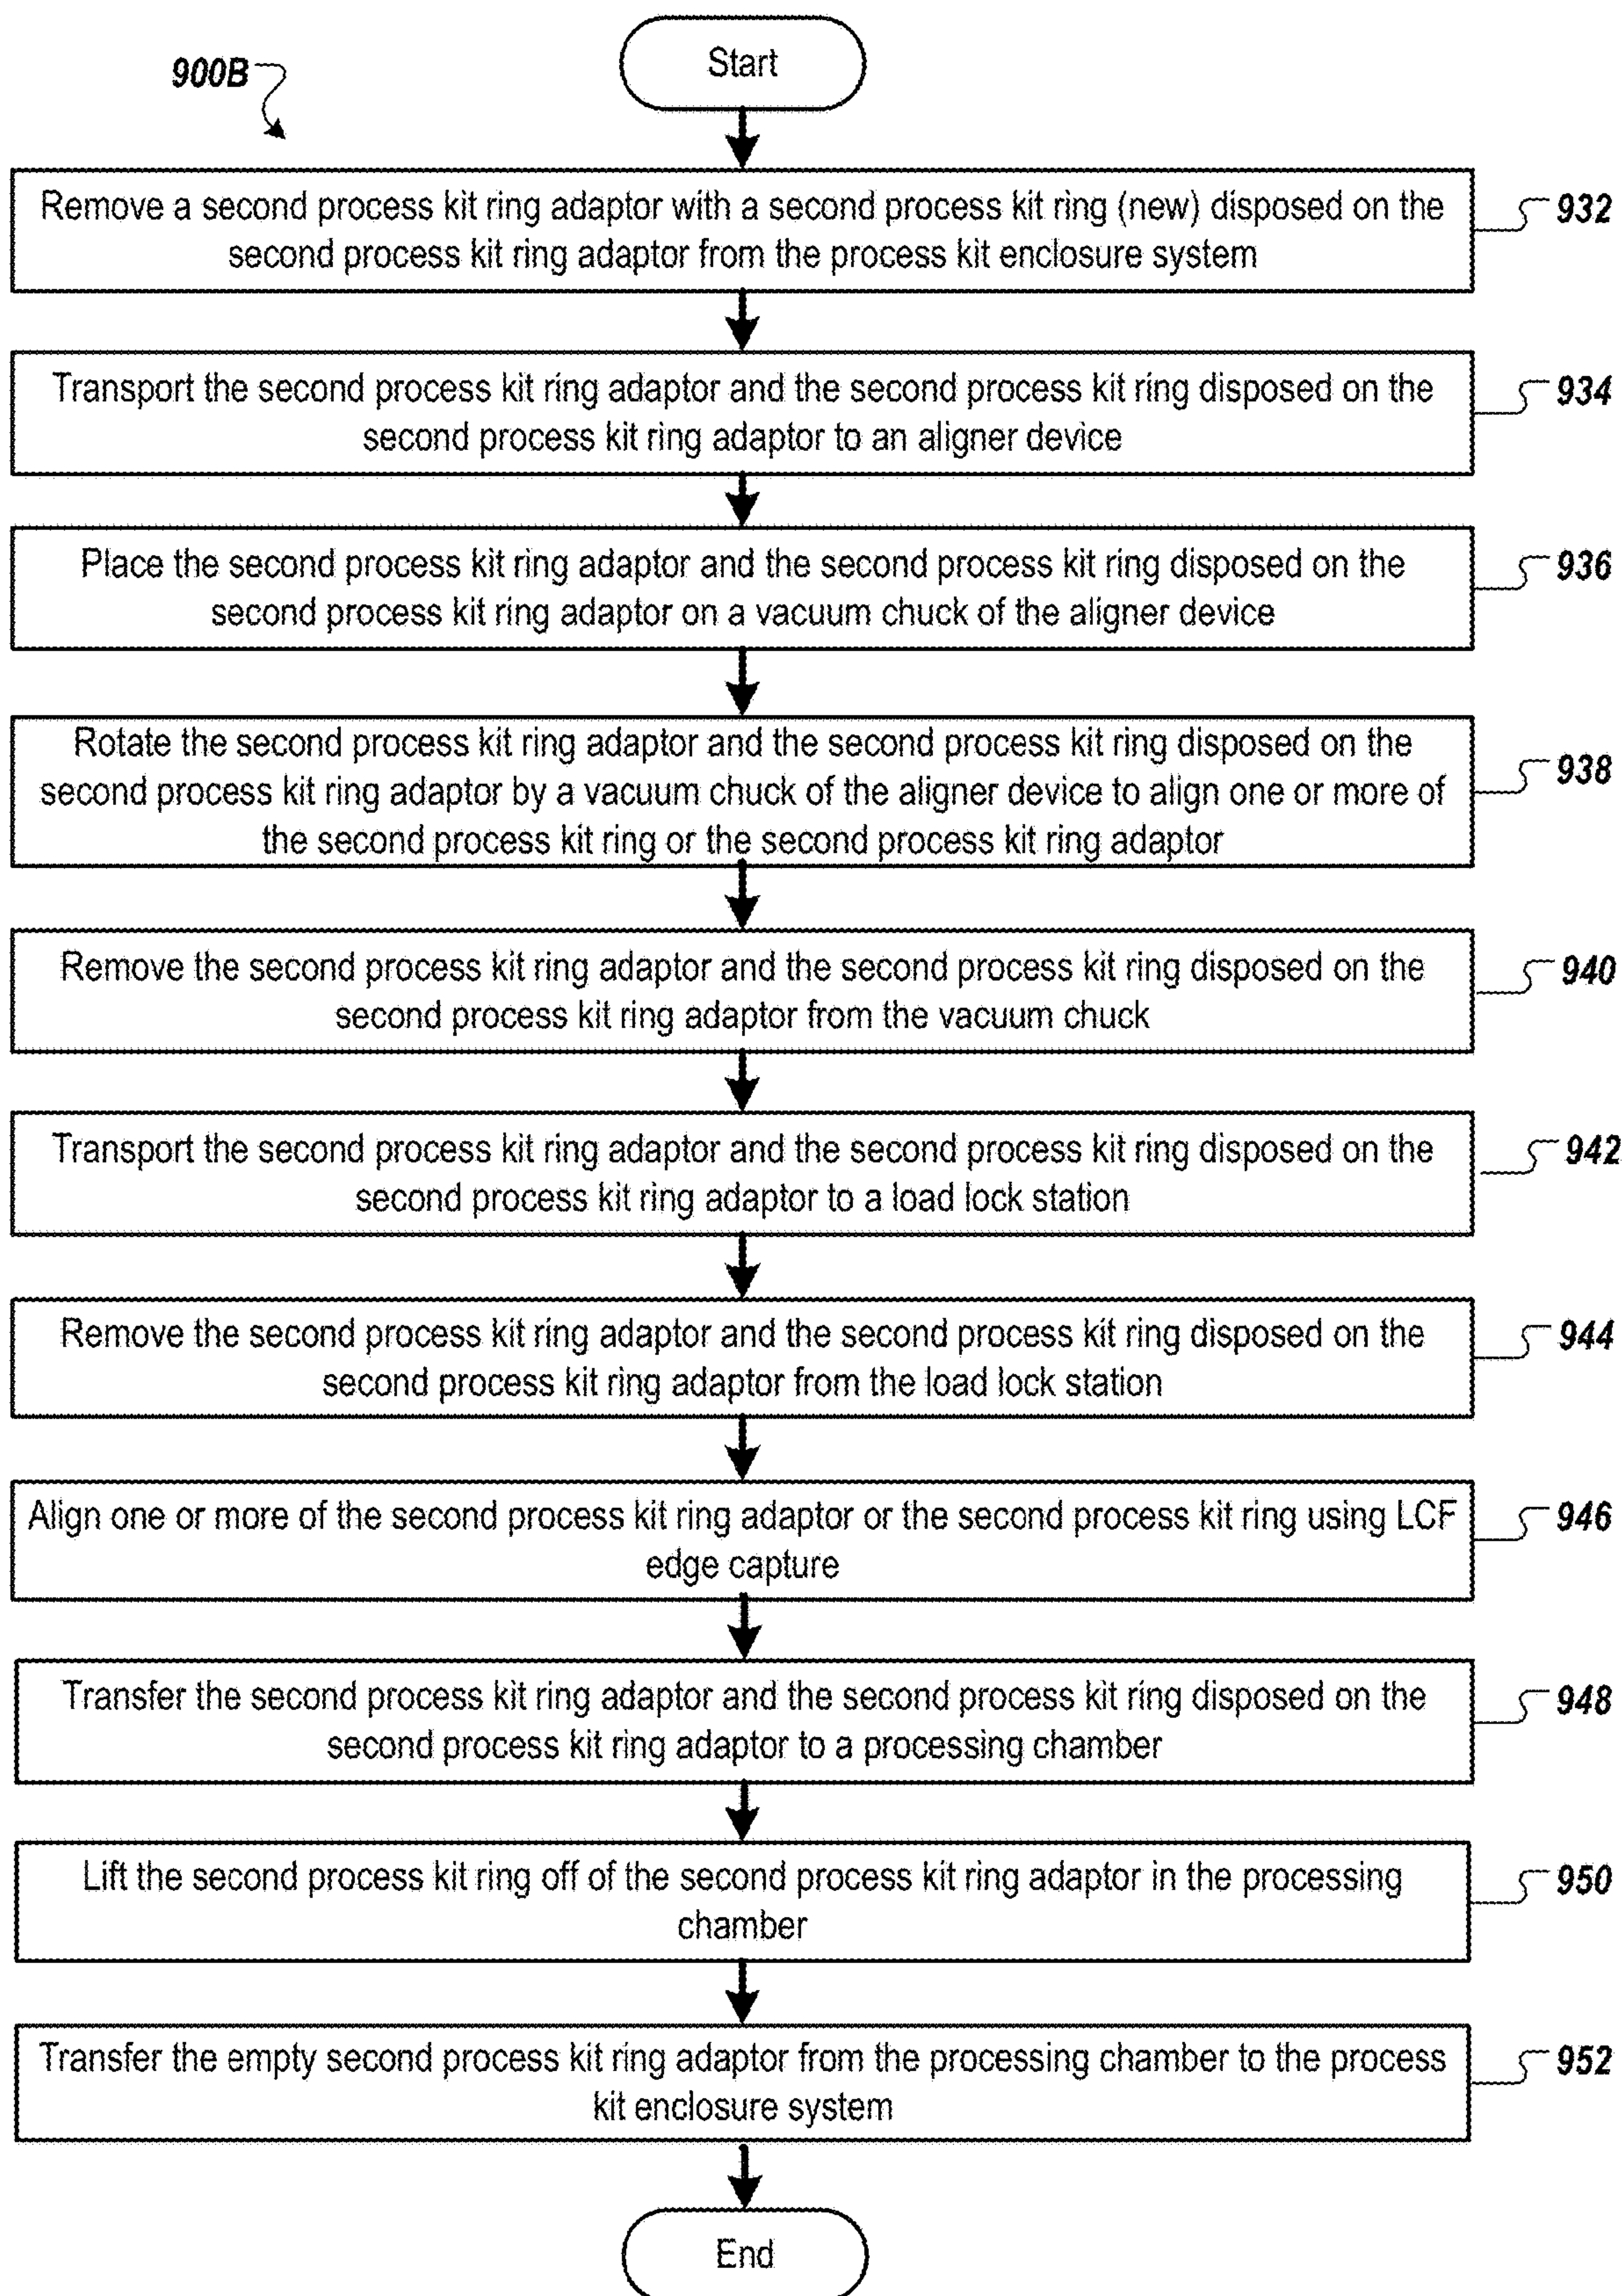 900B
Start
Remove a second process kit ring adaptor with a second process kit ring (new) disposed on the
second process kit ring adaptor from the process kit enclosure system
932
Transport the second process kit ring adaptor and the second process kit ring disposed on the
second process kit ring adaptor to an aligner device
934
Place the second process kit ring adaptor and the second process kit ring disposed on the
second process kit ring adaptor on a vacuum chuck of the aligner device
936
Rotate the second process kit ring adaptor and the second process kit ring disposed on the
second process kit ring adaptor by a vacuum chuck of the aligner device to align one or more of
the second process kit ring or the second process kit ring adaptor
938
Remove the second process kit ring adaptor and the second process kit ring disposed on the
second process kit ring adaptor from the vacuum chuck
940
Transport the second process kit ring adaptor and the second process kit ring disposed on the
second process kit ring adaptor to a load lock station
942
Remove the second process kit ring adaptor and the second process kit ring disposed on the
second process kit ring adaptor from the load lock station
944
Align one or more of the second process kit ring adaptor or the second process kit ring using LCF
edge capture
946
Transfer the second process kit ring adaptor and the second process kit ring disposed on the
second process kit ring adaptor to a processing chamber
948
Lift the second process kit ring off of the second process kit ring adaptor in the processing
chamber
950
Transfer the empty second process kit ring adaptor from the processing chamber to the process
kit enclosure system
952
End